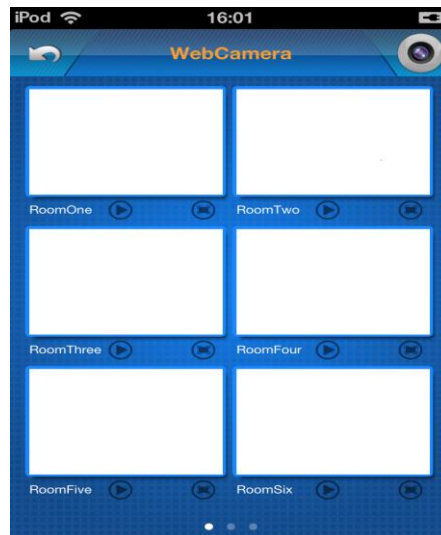 iPod 16:01
WebCamera
RoomOne RoomTwo
RoomThree RoomFour
RoomFive RoomSix